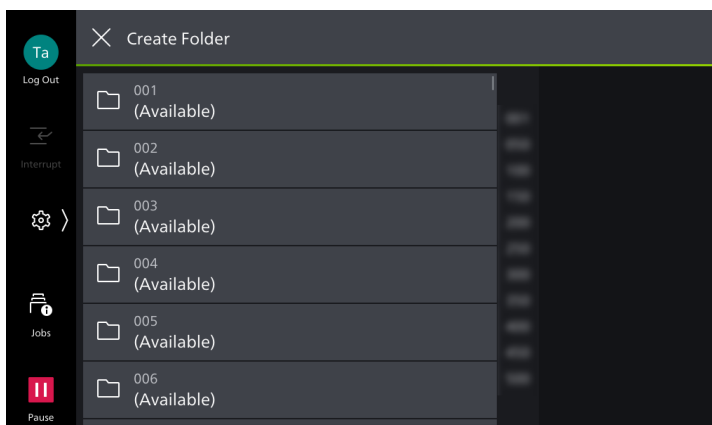 Ta
Log Out
Interrupt
Jobs
Pause
Create Folder
001
(Available)
002
(Available)
003
(Available)
004
(Available)
005
(Available)
006
(Available)